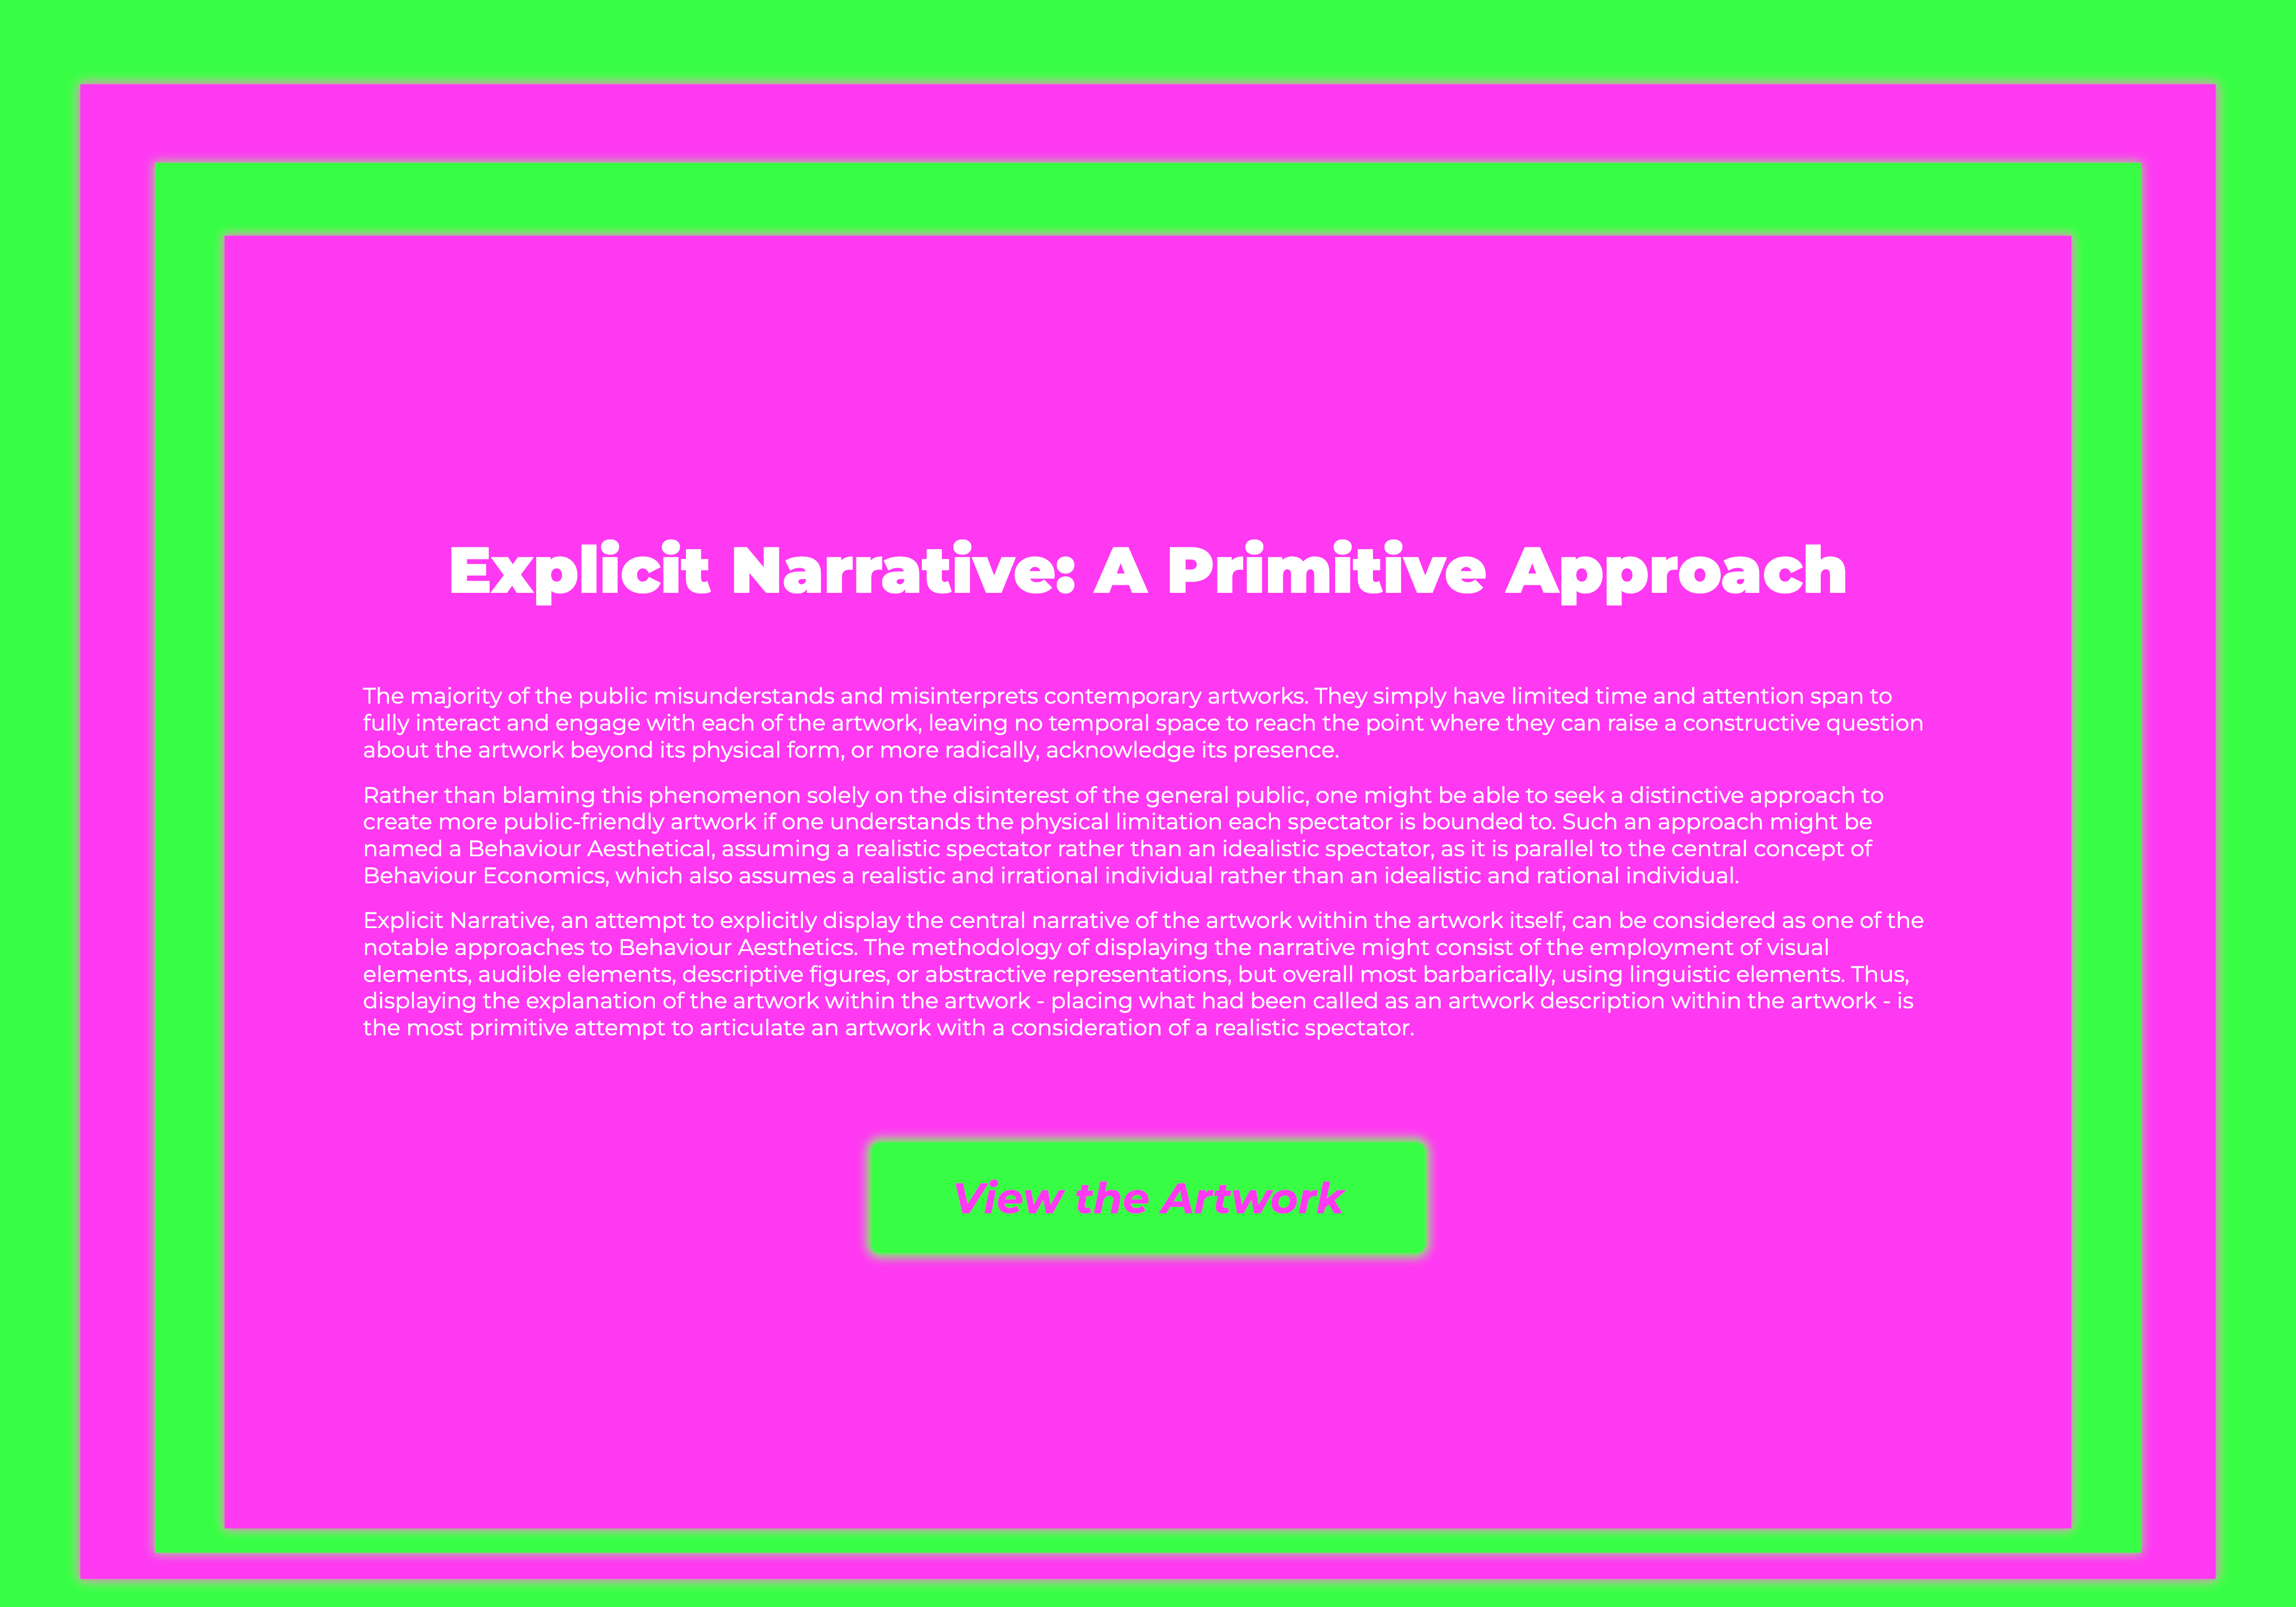 Explicit Narrative: A Primitive Approach
The majority of the public misunderstands and misinterprets contemporary artworks. They simply have limited time and attention span to
fully interact and engage with each of the artwork, leaving no temporal space to reach the point where they can raise a constructive question
about the artwork beyond its physical form, or more radically, acknowledge its presence.
Rather than blaming this phenomenon solely on the disinterest of the general public, one might be able to seek a distinctive approach to
create more public-friendly artwork if one understands the physical limitation each spectator is bounded to. Such an approach might be
named a Behaviour Aesthetical, assuming a realistic spectator rather than an idealistic spectator, as it is parallel to the central concept of
Behaviour Economics, which also assumes a realistic and irrational individual rather than an idealistic and rational individual.
Explicit Narrative, an attempt to explicitly display the central narrative of the artwork within the artwork itself, can be considered as one of the
notable approaches to Behaviour Aesthetics. The methodology of displaying the narrative might consist of the employment of visual
elements, audible elements, descriptive figures, or abstractive representations, but overall most barbarically, using linguistic elements. Thus,
displaying the explanation of the artwork within the artwork - placing what had been called as an artwork description within the artwork - is
the most primitive attempt to articulate an artwork with a consideration of a realistic spectator.
View the Artwork